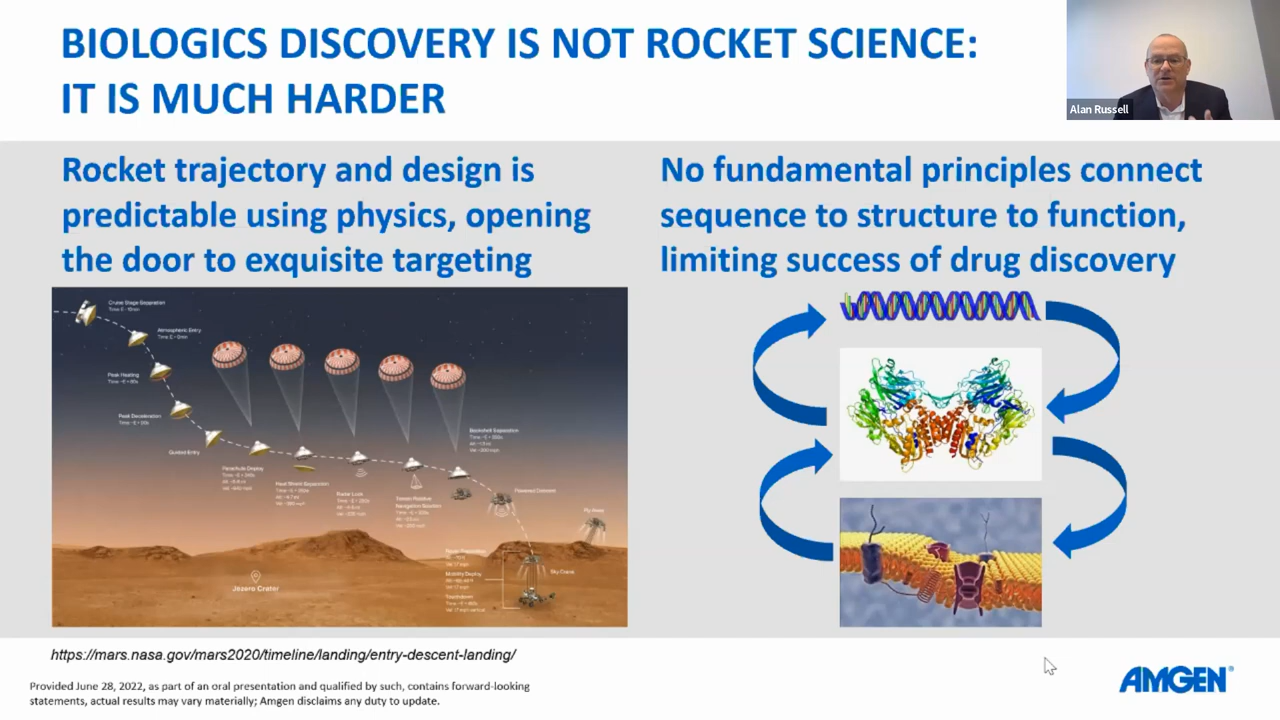 BIOLOGICS DISCOVERY IS NOT ROCKET SCIENCE:
IT IS MUCH HARDER
Alan Russell
Rocket trajectory and design is
predictable using physics, opening
the door to exquisite targeting
No fundamental principles connect
sequence to structure to function,
limiting success of drug discovery
Cruise Stage Separation
Atmospheric Entry
Peak Heating
Peak Deceleration
Guided Entry
Parachute Deploy
Heat Shield Separation
Radar Lock
Terrain Relative
Navigation Solution
Backshell Separation
Powered Descent
Fly Away
Mobility Deploy
Touchdown
Sky Crane
Jezero Crater
https://mars.nasa.gov/mars2020/timeline/landing/entry-descent-landing/
Provided June 28, 2022, as part of an oral presentation and qualified by such, contains forward-looking
statements, actual results may vary materially; Amgen disclaims any duty to update.
AMGEN®